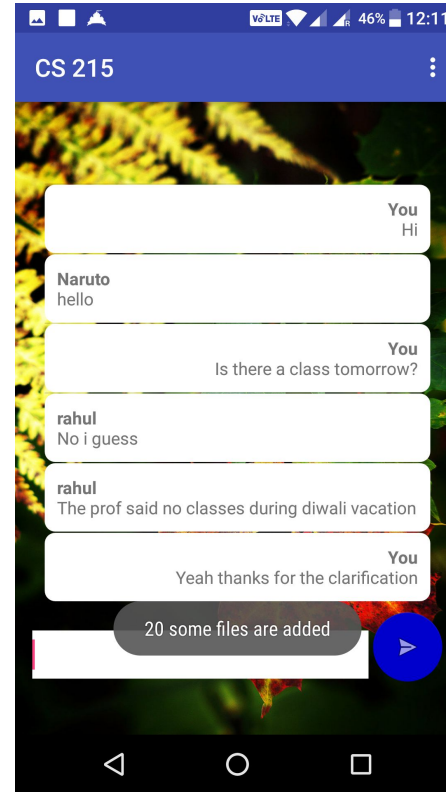 VoLTE R 46% 12:11
CS 215
You
Hi
Naruto
hello
You
Is there a class tomorrow?
rahul
No i guess
rahul
The prof said no classes during diwali vacation
You
Yeah thanks for the clarification
20 some files are added